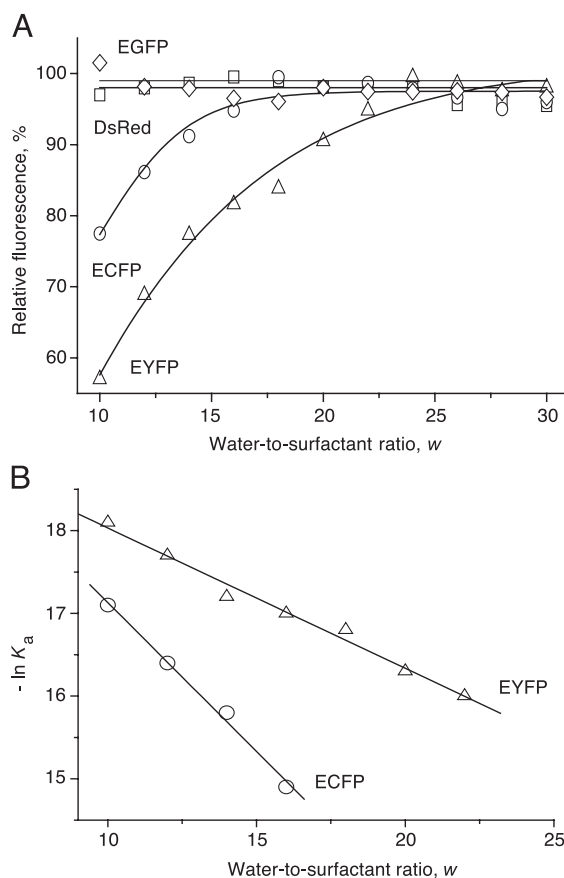 A
EGFP
100
DsRed
90
80
70
60
ECFP
EYFP
Relative fluorescence, %
10
15
20
25
30
Water-to-surfactant ratio, w
B
18
17
16
15
- ln Ka
EYFP
ECFP
10
15
20
25
Water-to-surfactant ratio, w